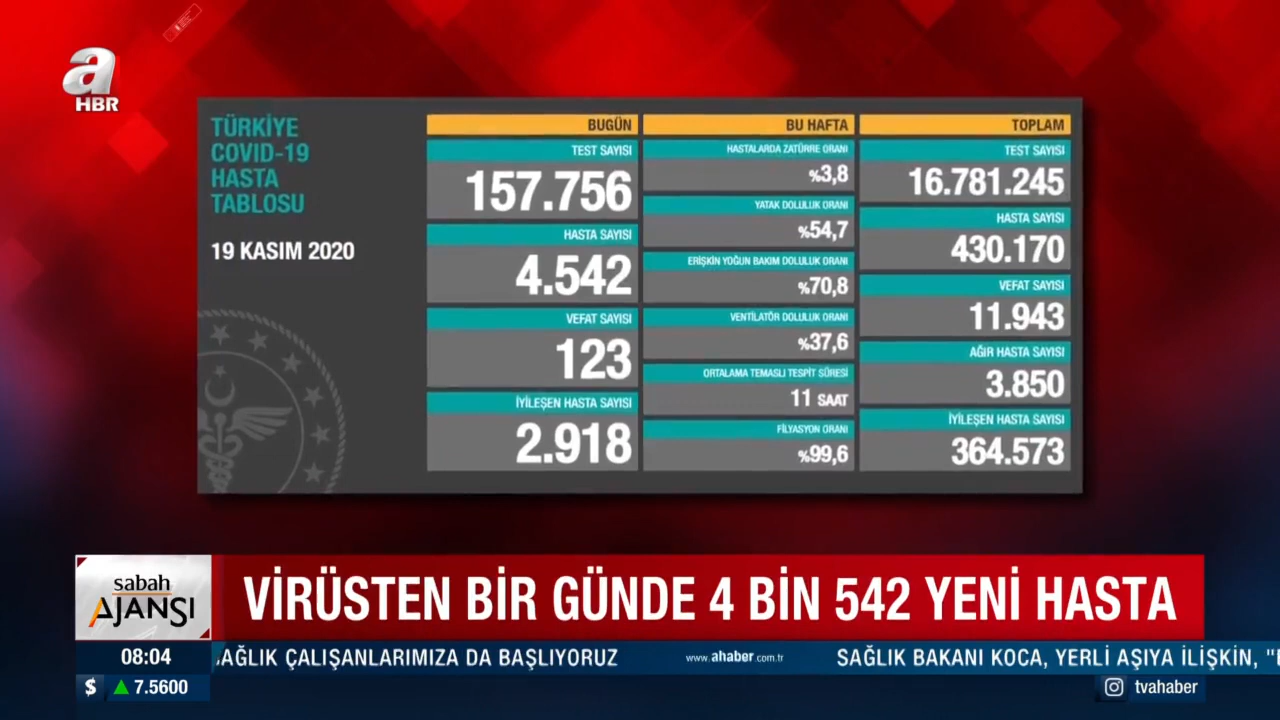 a
HBR
TÜRKİYE
COVID-19
HASTA
TABLOSU
19 KASIM 2020
BUGÜN
TEST SAYISI
157.756
HASTA SAYISI
4.542
VEFAT SAYISI
123
İYİLEŞEN HASTA SAYISI
2.918
BU HAFTA
HASTALARDA ZATÜRRE ORANI
%3,8
YATAK DOLULUK ORANI
%54,7
ERİŞKİN YOĞUN BAKIM DOLULUK ORANI
%70,8
VENTİLATÖR DOLULUK ORANI
%37,6
ORTALAMA TEMASLI TESPİT SÜRESİ
11 SAAT
FİLYASYON ORANI
%99,6
TOPLAM
TEST SAYISI
16.781.245
HASTA SAYISI
430.170
VEFAT SAYISI
11.943
AĞIR HASTA SAYISI
3.850
İYİLEŞEN HASTA SAYISI
364.573
sabah
AJANSI
VİRÜSTEN BİR GÜNDE 4 BİN 542 YENİ HASTA
08:04
ÇALIŞANLARIMIZA DA BAŞLIYORUZ www.ahaber.com.tr SAĞLIK BAKANI KOCA, YERLİ AŞIYA İLİŞKİN,
$ ▲ 7.5600
tvahaber